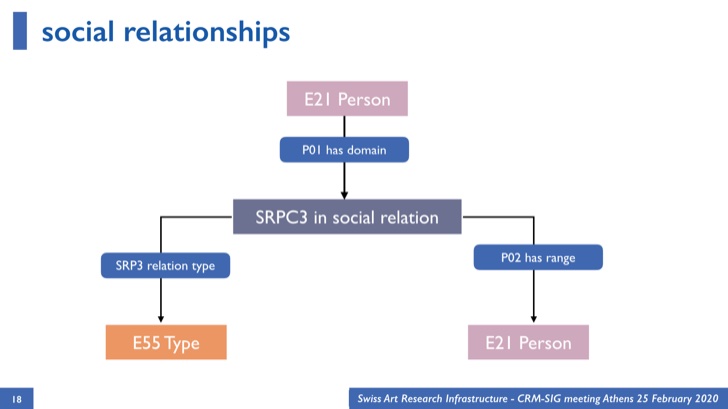 social relationships
E21 Person
P01 has domain
SRPC3 in social relation
SRP3 relation type
P02 has range
E55 Type
E21 Person
18
Swiss Art Research Infrastructure - CRM-SIG meeting Athens 25 February 2020